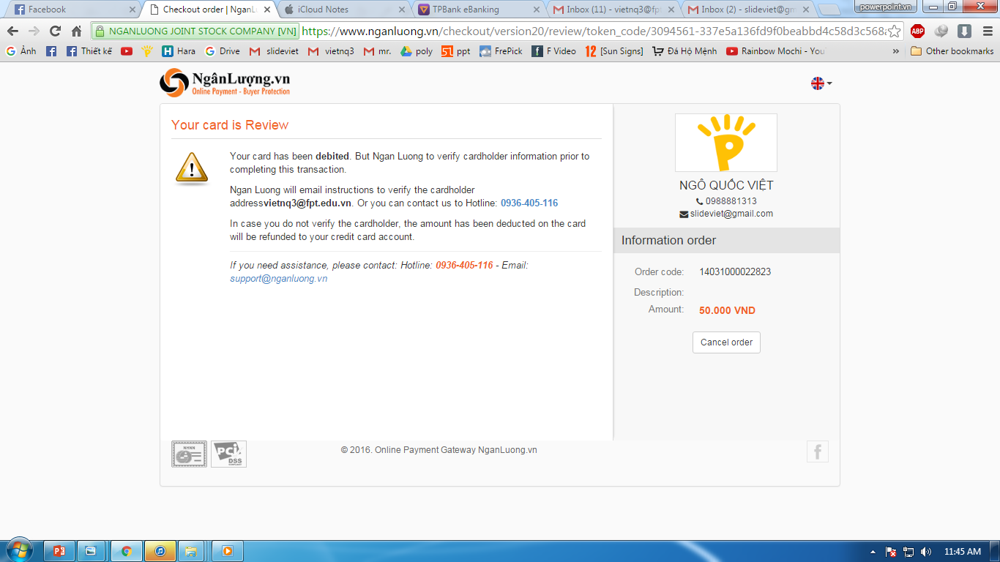 Facebook
Checkout order | NganL
iCloud Notes
TPBank eBanking
Inbox (11) - vietnq3@fpt
Inbox (2) - slideviet@gm
powerpoint.vn
NGANLUONG JOINT STOCK COMPANY [VN]
https://www.nganluong.vn/checkout/version20/review/token_code/3094561-337e5a136fd9f0beabbd4c58d3c568a
ABP
Ảnh
Thiết kế
Hara
Drive
slideviet
vietnq3
mr.
poly
ppt
FrePick
F Video
[Sun Signs]
Đá Hộ Mệnh
Rainbow Mochi - You
»
Other bookmarks
NgânLượng.vn
Online Payment - Buyer Protection
Your card is Review
Your card has been debited. But Ngan Luong to verify cardholder information prior to
completing this transaction.
Ngan Luong will email instructions to verify the cardholder
addressvietnq3@fpt.edu.vn. Or you can contact us to Hotline: 0936-405-116
In case you do not verify the cardholder, the amount has been deducted on the card
will be refunded to your credit card account.
If you need assistance, please contact: Hotline: 0936-405-116 - Email:
support@nganluong.vn
NGÔ QUỐC VIỆT
0988881313
slideviet@gmail.com
Information order
Order code: 14031000022823
Description:
Amount: 50.000 VND
Cancel order
NHNN
PCI
DSS
© 2016. Online Payment Gateway NganLuong.vn
11:45 AM